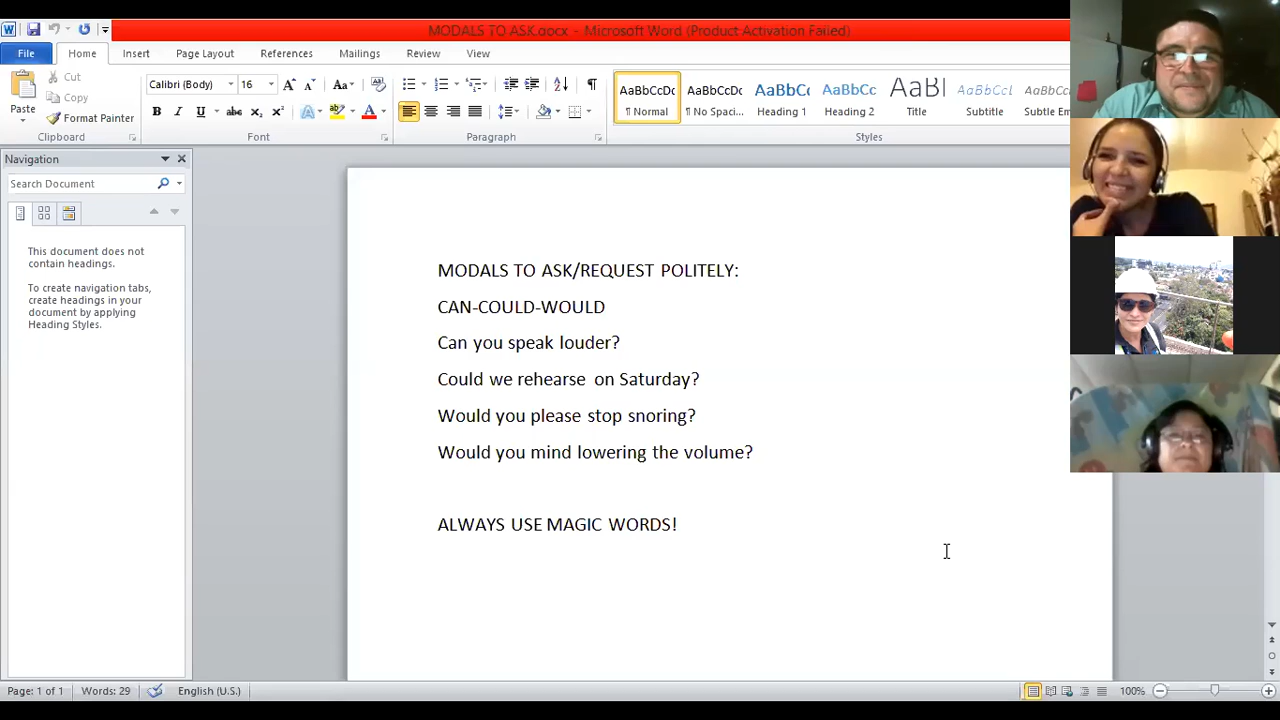 MODALS TO ASK.docx - Microsoft Word (Product Activation Failed)
File Home Insert Page Layout References Mailings Review View
Paste
Cut
Copy
Format Painter
Clipboard
Calibri (Body) 16
Font
Paragraph
AaBbCcDc AaBbCcDc AaBbCc AaBbCc AaBl AaBbCcL AaBbCc
¶ Normal ¶ No Spaci... Heading 1 Heading 2 Title Subtitle Subtle Em
Styles
Navigation
Search Document
This document does not
contain headings.
To create navigation tabs,
create headings in your
document by applying
Heading Styles.
MODALS TO ASK/REQUEST POLITELY:
CAN-COULD-WOULD
Can you speak louder?
Could we rehearse on Saturday?
Would you please stop snoring?
Would you mind lowering the volume?
ALWAYS USE MAGIC WORDS!
Page: 1 of 1 Words: 29 English (U.S.) 100%